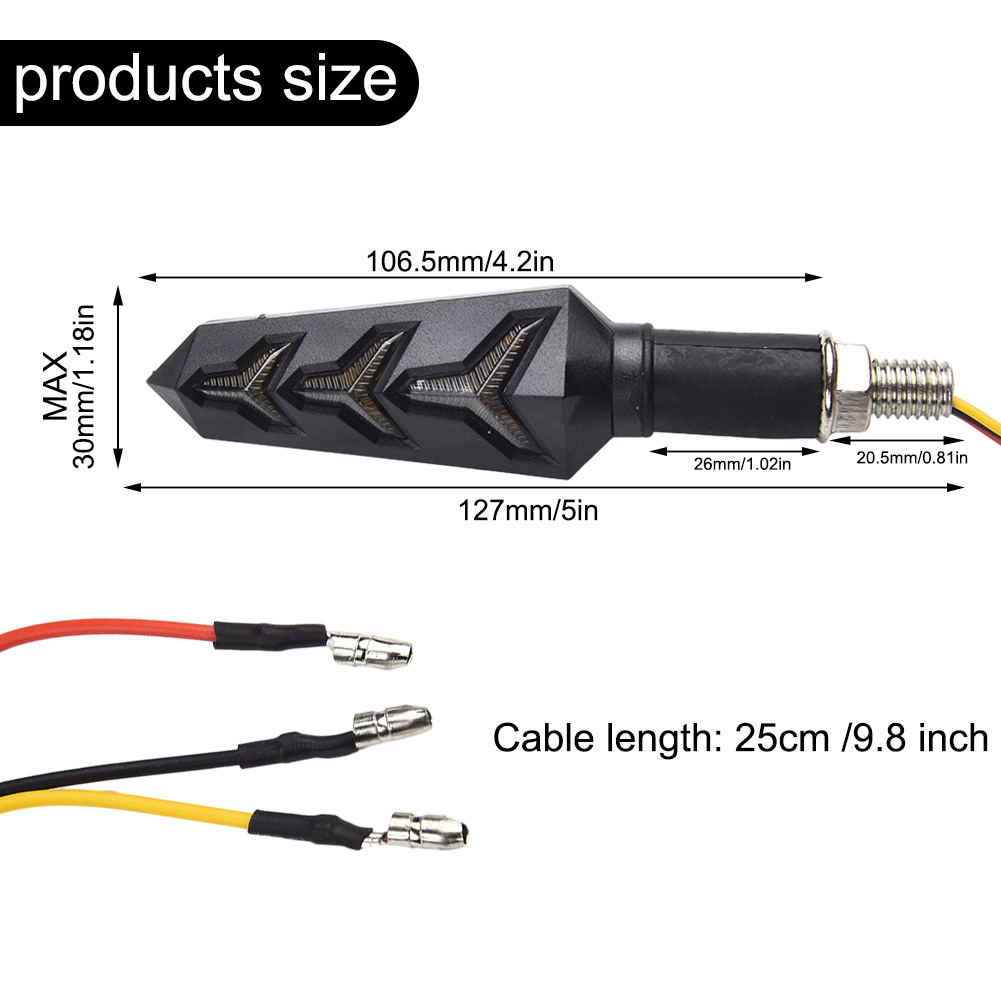 products size
106.5mm/4.2in
MAX
30mm/1.18in
26mm/1.02in
20.5mm/0.81in
127mm/5in
Cable length: 25cm /9.8 inch